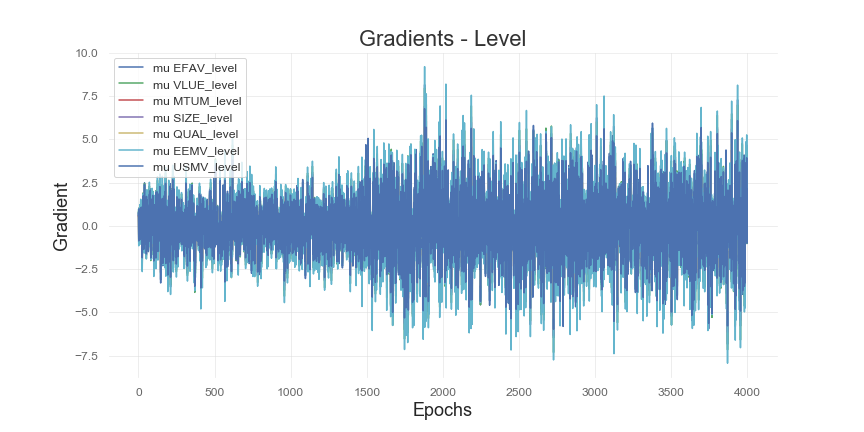 Gradients - Level
10.0
7.5
5.0
2.5
0.0
−2.5
−5.0
−7.5
Gradient
mu EFAV_level
mu VLUE_level
mu MTUM_level
mu SIZE_level
mu QUAL_level
mu EEMV_level
mu USMV_level
0 500 1000 1500 2000 2500 3000 3500 4000
Epochs